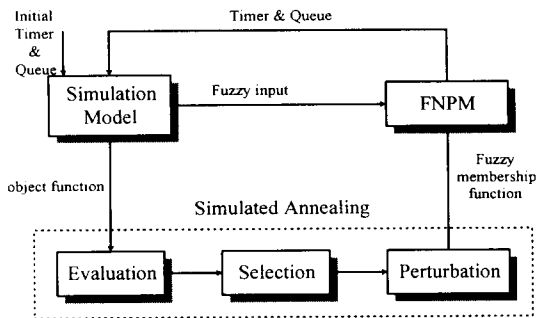 Initial
Timer
&
Queue
Timer & Queue
Simulation
Model
Fuzzy input
FNPM
object function
Fuzzy
membership
function
Simulated Annealing
Evaluation
Selection
Perturbation